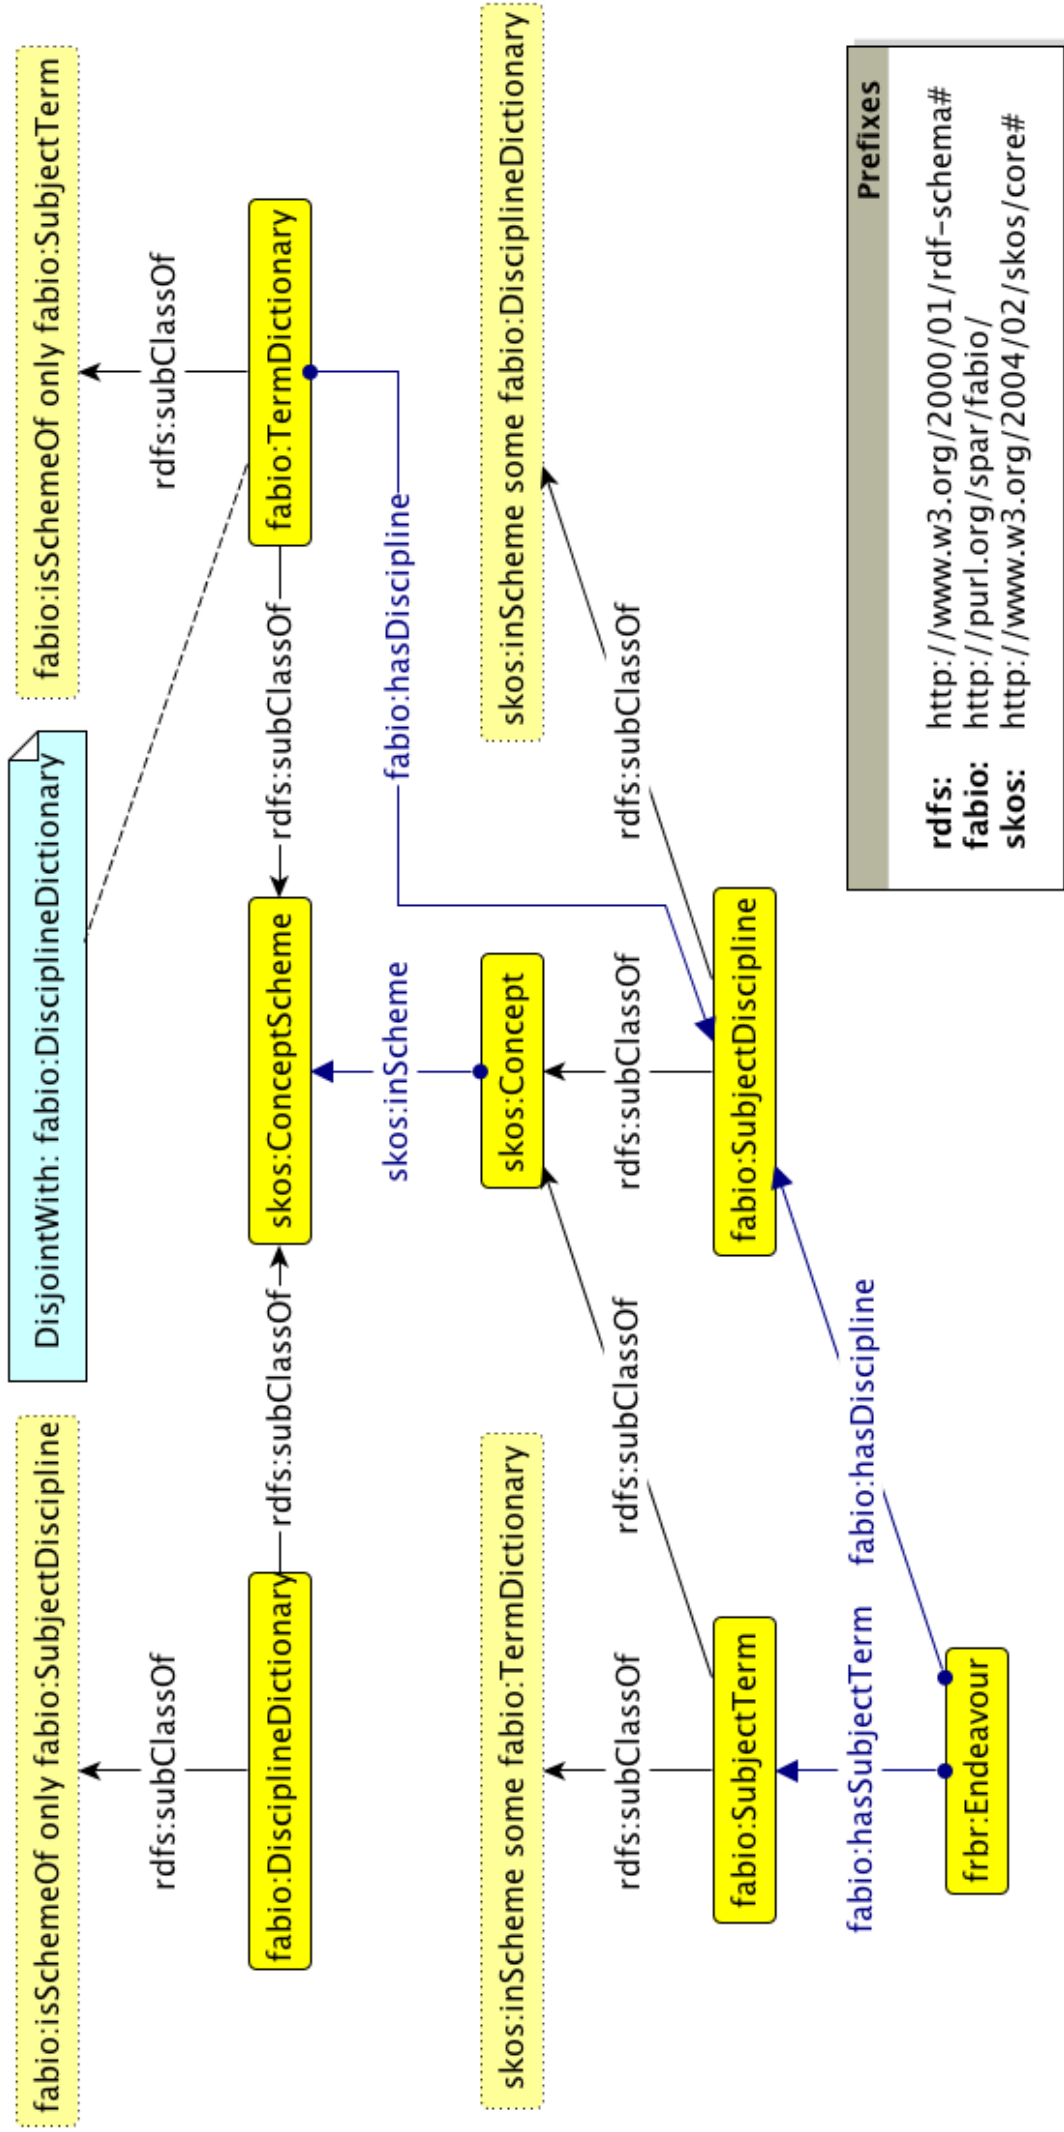 fabio:isSchemeOf only fabio:SubjectDiscipline
DisjointWith: fabio:DisciplineDictionary
fabio:isSchemeOf only fabio:SubjectTerm
rdfs:subClassOf
rdfs:subClassOf
fabio:DisciplineDictionary
rdfs:subClassOf
skos:ConceptScheme
rdfs:subClassOf
fabio:TermDictionary
skos:inScheme
fabio:hasDiscipline
skos:inScheme some fabio:TermDictionary
skos:Concept
skos:inScheme some fabio:DisciplineDictionary
rdfs:subClassOf
rdfs:subClassOf
rdfs:subClassOf
rdfs:subClassOf
fabio:SubjectTerm
fabio:SubjectDiscipline
fabio:hasSubjectTerm
fabio:hasDiscipline
frbr:Endeavour
Prefixes
rdfs: http://www.w3.org/2000/01/rdf-schema#
fabio: http://purl.org/spar/fabio/
skos: http://www.w3.org/2004/02/skos/core#